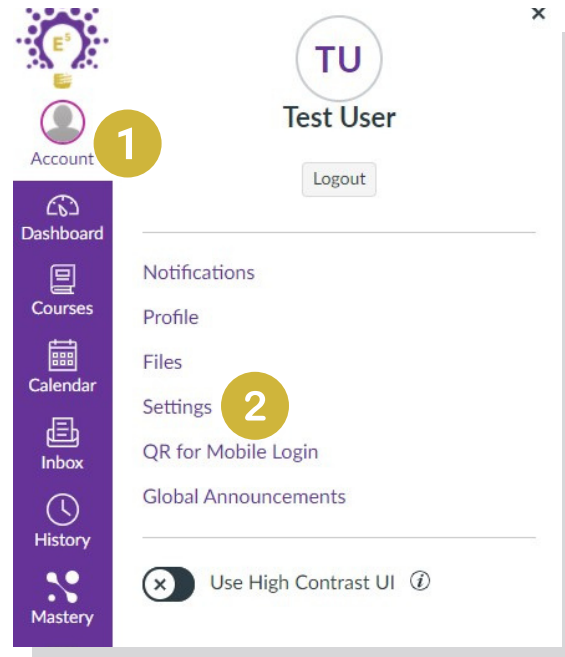 E⁵
Account
1
Dashboard
Courses
Calendar
Inbox
History
Mastery
×
TU
Test User
Logout
Notifications
Profile
Files
Settings
2
QR for Mobile Login
Global Announcements
Use High Contrast UI i